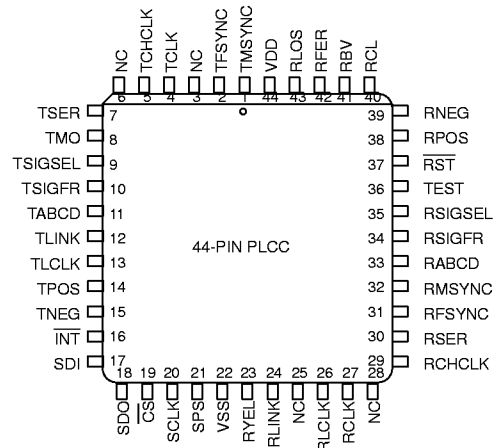 NC TCHCLK TCLK NC TFSYNC TMSYNC VDD RLOS RFER RBV RCL
6 5 4 3 2 1 44 43 42 41 40
TSER 7 39 RNEG
TMO 8 38 RPOS
TSIGSEL 9 37 RST
TSIGFR 10 36 TEST
TABCD 11 35 RSIGSEL
TLINK 12 34 RSIGFR
44-PIN PLCC
TLCLK 13 33 RABCD
TPOS 14 32 RMSYNC
TNEG 15 31 RFSYNC
INT 16 30 RSER
SDI 17 29 RCHCLK
18 19 20 21 22 23 24 25 26 27 28
SDO CS SCLK SPS VSS RYEL RLINK NC RLCLK RCLK NC